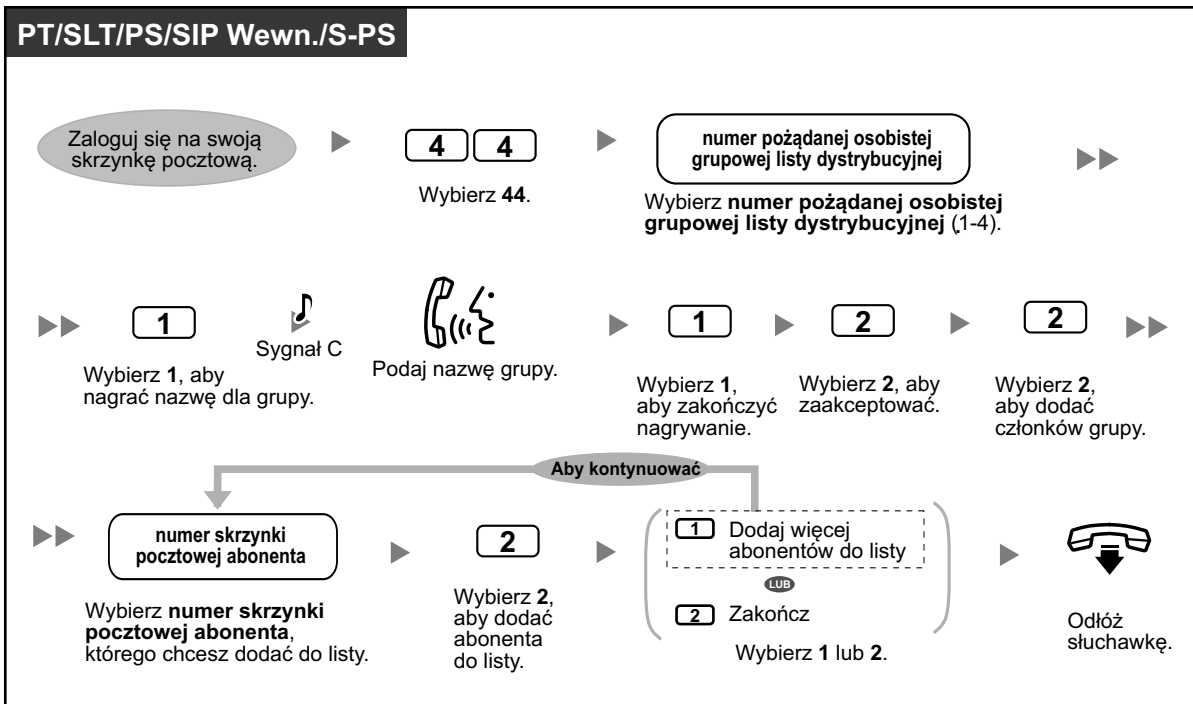 PT/SLT/PS/SIP Wewn./S-PS
Zaloguj się na swoją
skrzynkę pocztową.
4 4
Wybierz 44.
numer pożądanej osobistej
grupowej listy dystrybucyjnej
Wybierz numer pożądanej osobistej
grupowej listy dystrybucyjnej (1-4).
1
Wybierz 1, aby
nagrać nazwę dla grupy.
Sygnał C
Podaj nazwę grupy.
1
Wybierz 1,
aby zakończyć
nagrywanie.
2
Wybierz 2, aby
zaakceptować.
2
Wybierz 2,
aby dodać
członków grupy.
Aby kontynuować
numer skrzynki
pocztowej abonenta
Wybierz numer skrzynki
pocztowej abonenta,
którego chcesz dodać do listy.
2
Wybierz 2,
aby dodać
abonenta
do listy.
1 Dodaj więcej
abonentów do listy
LUB
2 Zakończ
Wybierz 1 lub 2.
Odłóż
słuchawkę.